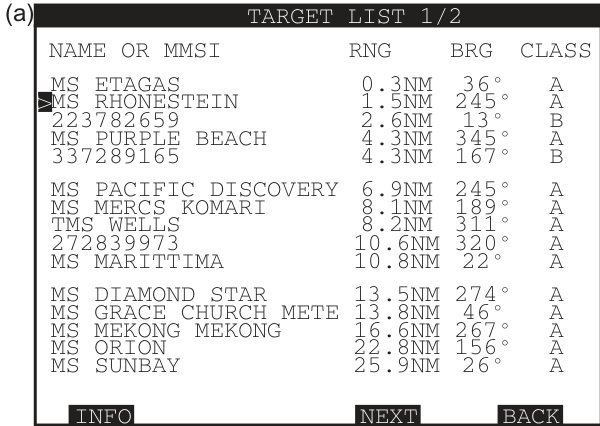 (a)
TARGET LIST 1/2
NAME OR MMSI RNG BRG CLASS
MS ETAGAS 0.3NM 36° A
>MS RHONESTEIN 1.5NM 245° A
223782659 2.6NM 13° B
MS PURPLE BEACH 4.3NM 345° A
337289165 4.3NM 167° B
MS PACIFIC DISCOVERY 6.9NM 245° A
MS MERCS KOMARI 8.1NM 189° A
TMS WELLS 8.2NM 311° A
272839973 10.6NM 320° A
MS MARITTIMA 10.8NM 22° A
MS DIAMOND STAR 13.5NM 274° A
MS GRACE CHURCH METE 13.8NM 46° A
MS MEKONG MEKONG 16.6NM 267° A
MS ORION 22.8NM 156° A
MS SUNBAY 25.9NM 26° A
INFO NEXT BACK